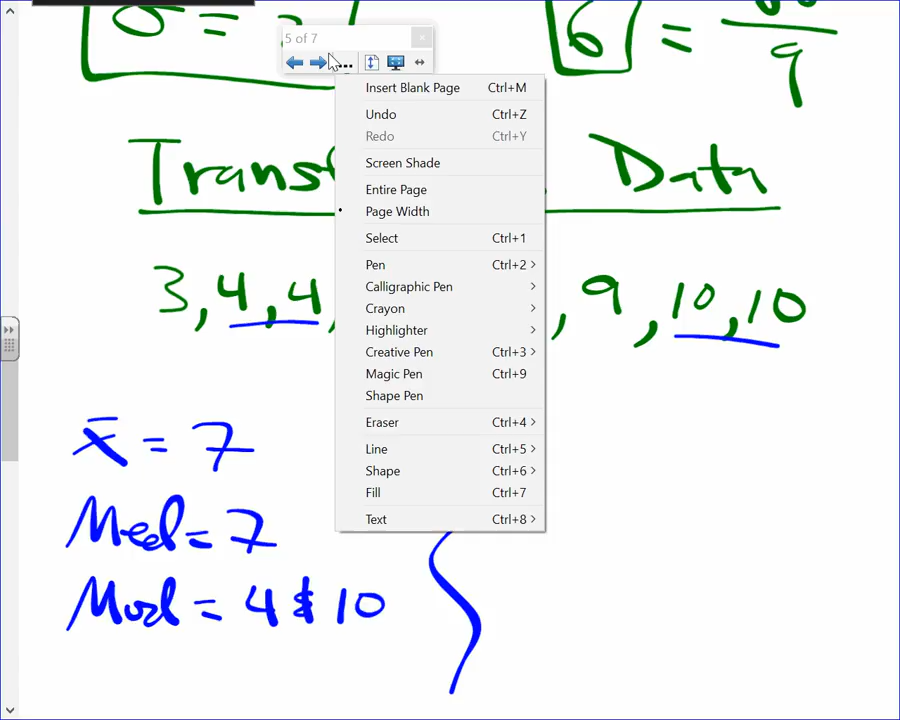 σ =
6 =
9
5 of 7
Insert Blank Page Ctrl+M
Undo Ctrl+Z
Redo Ctrl+Y
Screen Shade
Entire Page
Page Width
Select Ctrl+1
Pen Ctrl+2
Calligraphic Pen
Crayon
Highlighter
Creative Pen Ctrl+3
Magic Pen Ctrl+9
Shape Pen
Eraser Ctrl+4
Line Ctrl+5
Shape Ctrl+6
Fill Ctrl+7
Text Ctrl+8
Data
3, 4, 4, , 9, 10, 10
x̄ = 7
Med = 7
Mod = 4 & 10